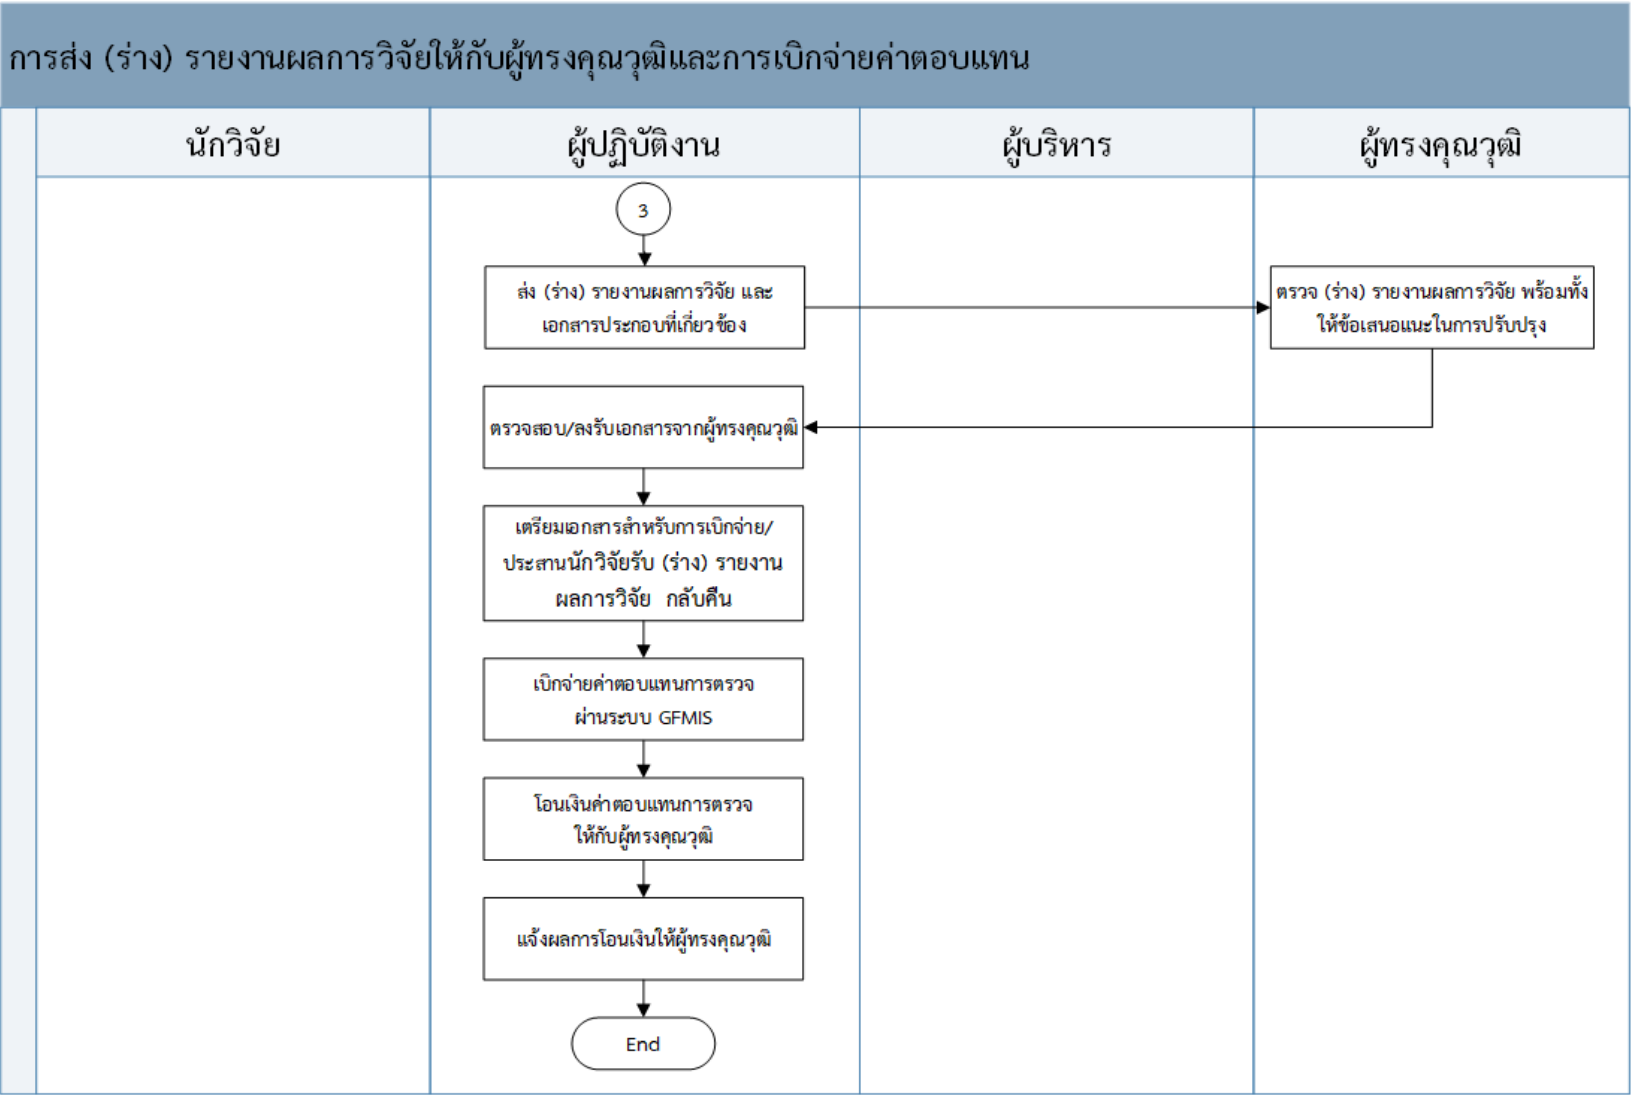 การส่ง (ร่าง) รายงานผลการวิจัยให้กับผู้ทรงคุณวุฒิและการเบิกจ่ายค่าตอบแทน
นักวิจัย
ผู้ปฏิบัติงาน
ผู้บริหาร
ผู้ทรงคุณวุฒิ
3
ส่ง (ร่าง) รายงานผลการวิจัย และ
เอกสารประกอบที่เกี่ยวข้อง
ตรวจ (ร่าง) รายงานผลการวิจัย พร้อมทั้ง
ให้ข้อเสนอแนะในการปรับปรุง
ตรวจสอบ/ลงรับเอกสารจากผู้ทรงคุณวุฒิ
เตรียมเอกสารสำหรับการเบิกจ่าย/
ประสานนักวิจัยรับ (ร่าง) รายงาน
ผลการวิจัย กลับคืน
เบิกจ่ายค่าตอบแทนการตรวจ
ผ่านระบบ GFMIS
โอนเงินค่าตอบแทนการตรวจ
ให้กับผู้ทรงคุณวุฒิ
แจ้งผลการโอนเงินให้ผู้ทรงคุณวุฒิ
End